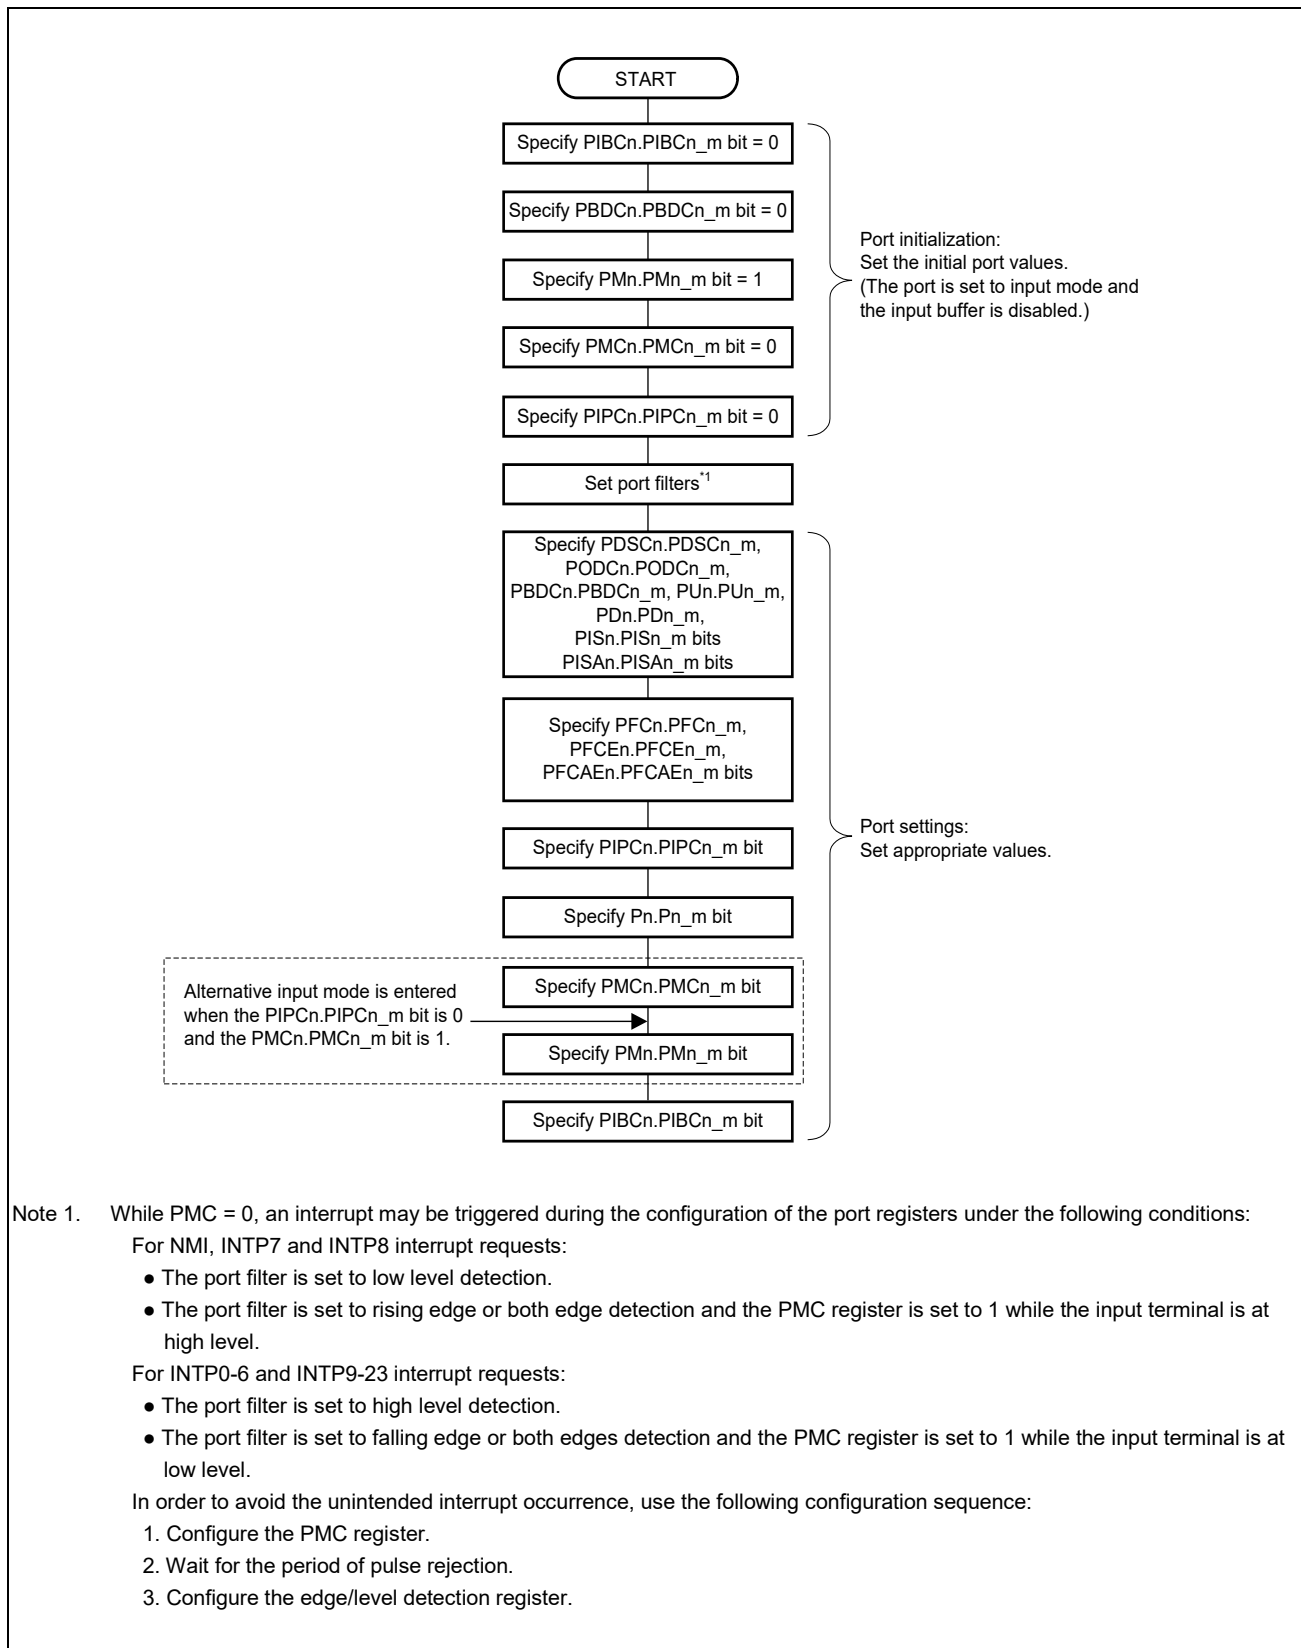 START
Specify PIBCn.PIBCn_m bit = 0
Specify PBDCn.PBDCn_m bit = 0
Specify PMn.PMn_m bit = 1
Specify PMCn.PMCn_m bit = 0
Specify PIPCn.PIPCn_m bit = 0
Port initialization:
Set the initial port values.
(The port is set to input mode and
the input buffer is disabled.)
Set port filters*1
Specify PDSCn.PDSCn_m,
PODCn.PODCn_m,
PBDCn.PBDCn_m, PUn.PUn_m,
PDn.PDn_m,
PISn.PISn_m bits
PISAn.PISAn_m bits
Specify PFCn.PFCn_m,
PFCEn.PFCEn_m,
PFCAEn.PFCAEn_m bits
Specify PIPCn.PIPCn_m bit
Port settings:
Set appropriate values.
Specify Pn.Pn_m bit
Specify PMCn.PMCn_m bit
Alternative input mode is entered
when the PIPCn.PIPCn_m bit is 0
and the PMCn.PMCn_m bit is 1.
Specify PMn.PMn_m bit
Specify PIBCn.PIBCn_m bit
Note 1. While PMC = 0, an interrupt may be triggered during the configuration of the port registers under the following conditions:
For NMI, INTP7 and INTP8 interrupt requests:
● The port filter is set to low level detection.
● The port filter is set to rising edge or both edge detection and the PMC register is set to 1 while the input terminal is at
high level.
For INTP0-6 and INTP9-23 interrupt requests:
● The port filter is set to high level detection.
● The port filter is set to falling edge or both edges detection and the PMC register is set to 1 while the input terminal is at
low level.
In order to avoid the unintended interrupt occurrence, use the following configuration sequence:
1. Configure the PMC register.
2. Wait for the period of pulse rejection.
3. Configure the edge/level detection register.